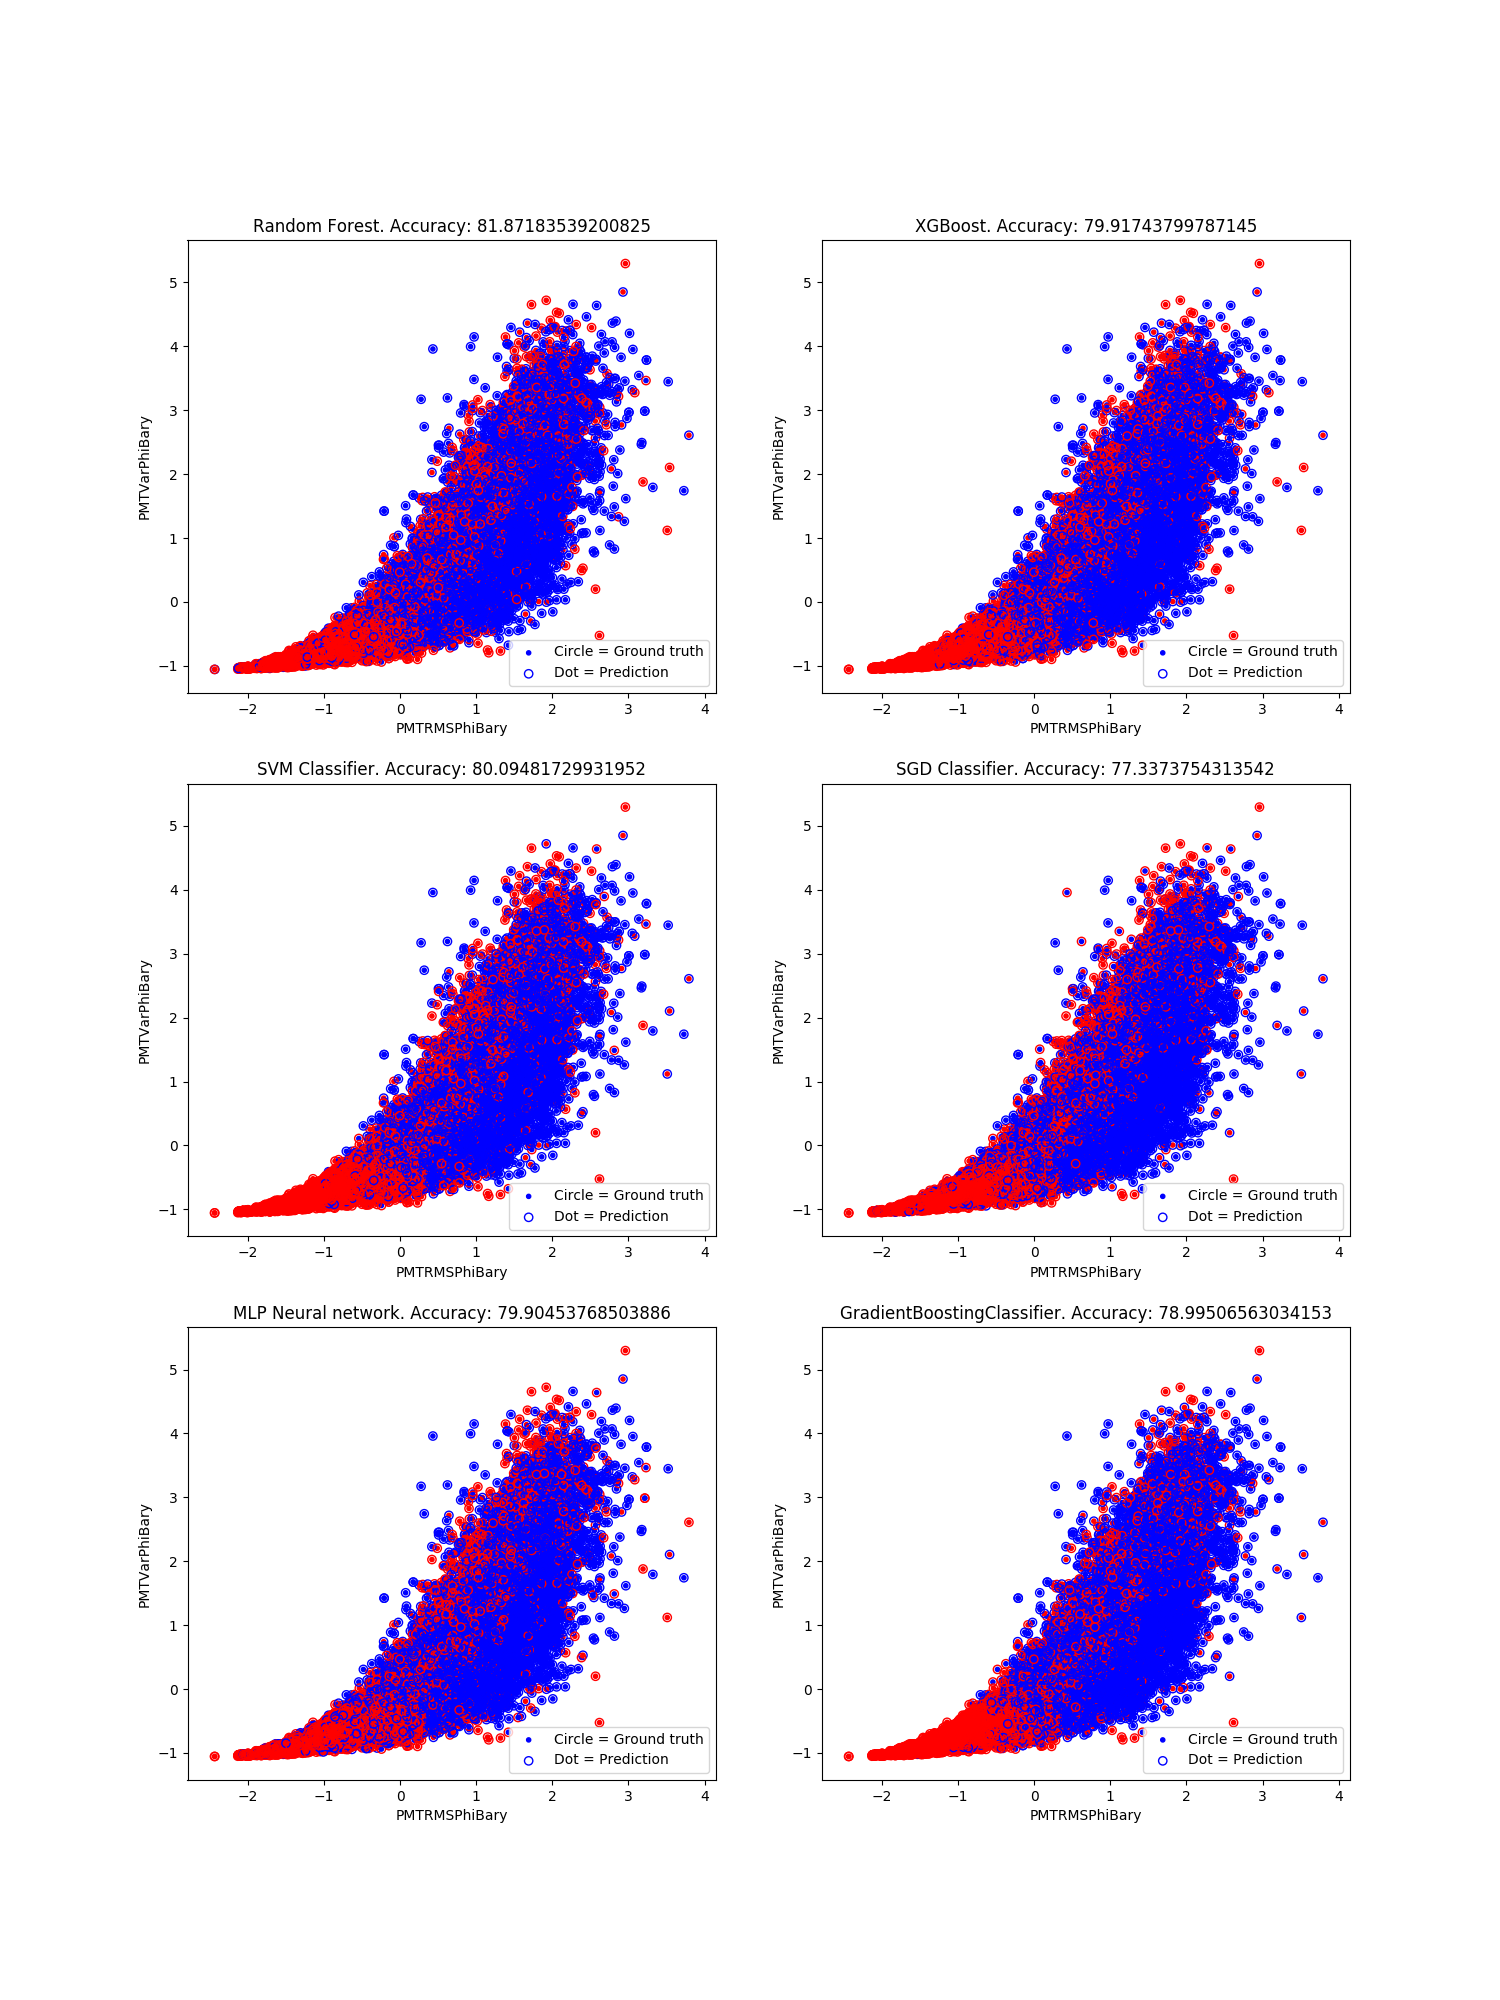 Random Forest. Accuracy: 81.87183539200825
5
4
3
2
1
0
−1
PMTVarPhiBary
−2 −1 0 1 2 3 4
PMTRMSPhiBary
Circle = Ground truth
Dot = Prediction
XGBoost. Accuracy: 79.91743799787145
5
4
3
2
1
0
−1
PMTVarPhiBary
−2 −1 0 1 2 3 4
PMTRMSPhiBary
Circle = Ground truth
Dot = Prediction
SVM Classifier. Accuracy: 80.09481729931952
5
4
3
2
1
0
−1
PMTVarPhiBary
−2 −1 0 1 2 3 4
PMTRMSPhiBary
Circle = Ground truth
Dot = Prediction
SGD Classifier. Accuracy: 77.3373754313542
5
4
3
2
1
0
−1
PMTVarPhiBary
−2 −1 0 1 2 3 4
PMTRMSPhiBary
Circle = Ground truth
Dot = Prediction
MLP Neural network. Accuracy: 79.90453768503886
5
4
3
2
1
0
−1
PMTVarPhiBary
−2 −1 0 1 2 3 4
PMTRMSPhiBary
Circle = Ground truth
Dot = Prediction
GradientBoostingClassifier. Accuracy: 78.99506563034153
5
4
3
2
1
0
−1
PMTVarPhiBary
−2 −1 0 1 2 3 4
PMTRMSPhiBary
Circle = Ground truth
Dot = Prediction